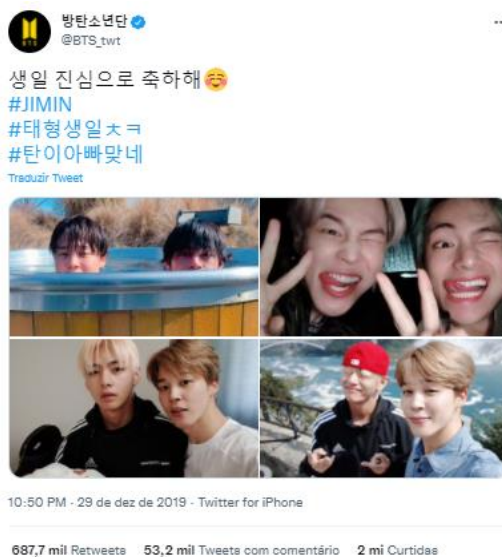 방탄소년단
@BTS_twt
생일 진심으로 축하해☺️
#JIMIN
#태형생일ㅊㅋ
#탄이아빠맞네
Traduzir Tweet
10:50 PM · 29 de dez de 2019 · Twitter for iPhone
687,7 mil Retweets 53,2 mil Tweets com comentário 2 mi Curtidas